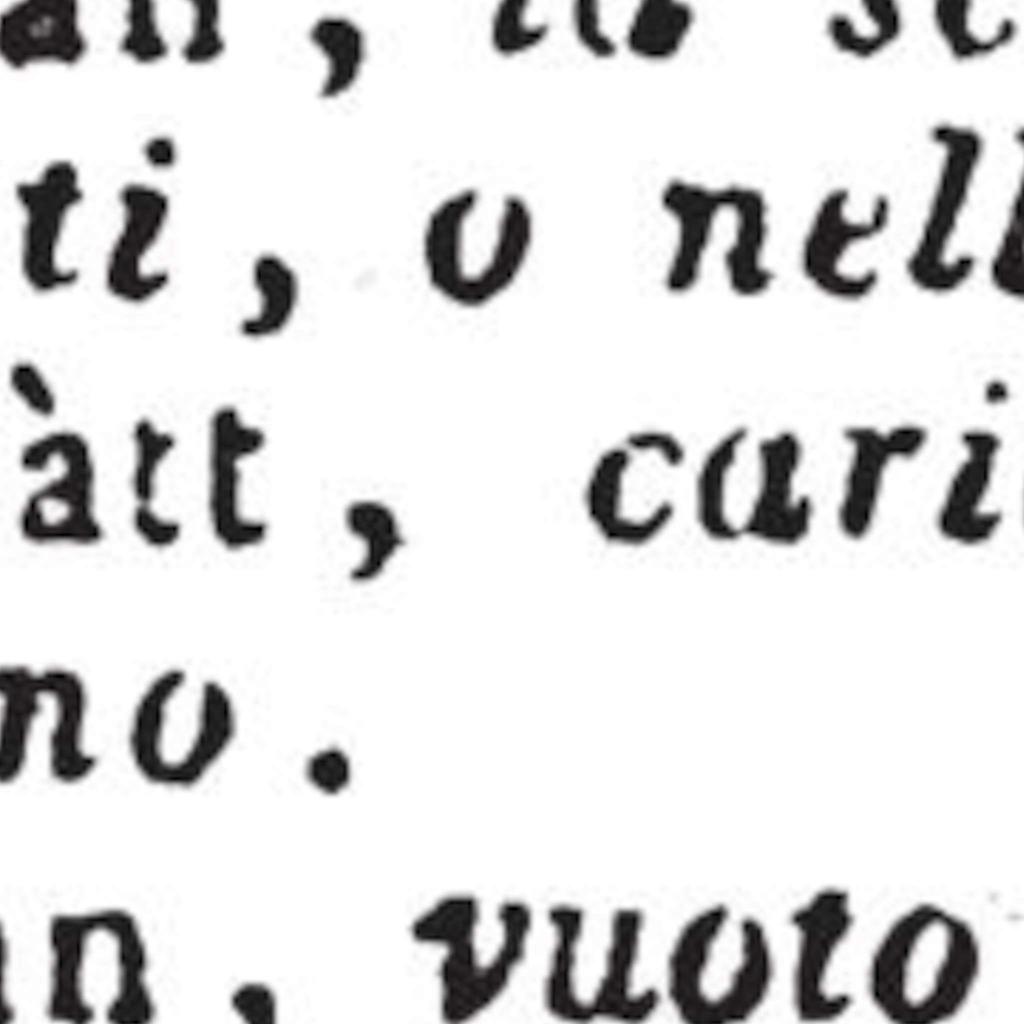 ti, o nell
àtt, cari
no.
n, vuoto